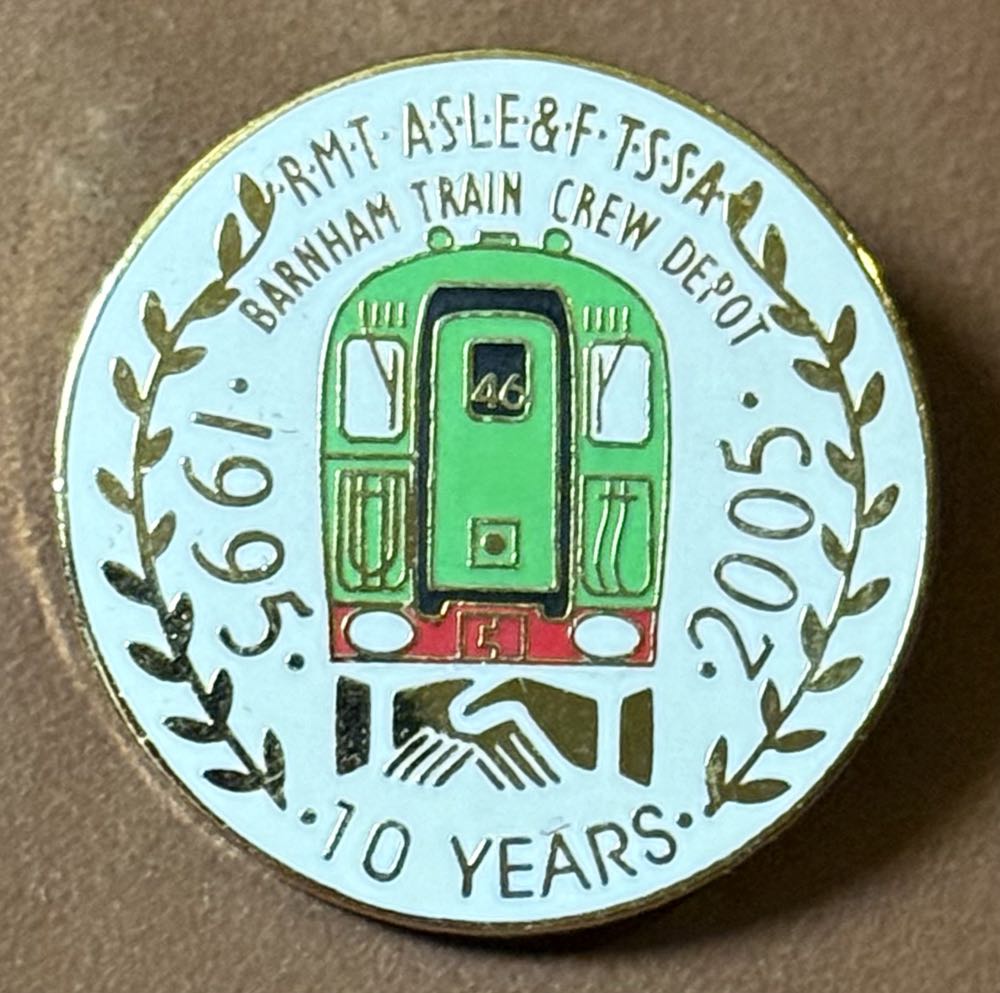 ·R·M·T· A·S·L·E·&·F· T·S·S·A·
BARNHAM TRAIN CREW DEPOT
46
·1995·
·2005·
·10 YEARS·